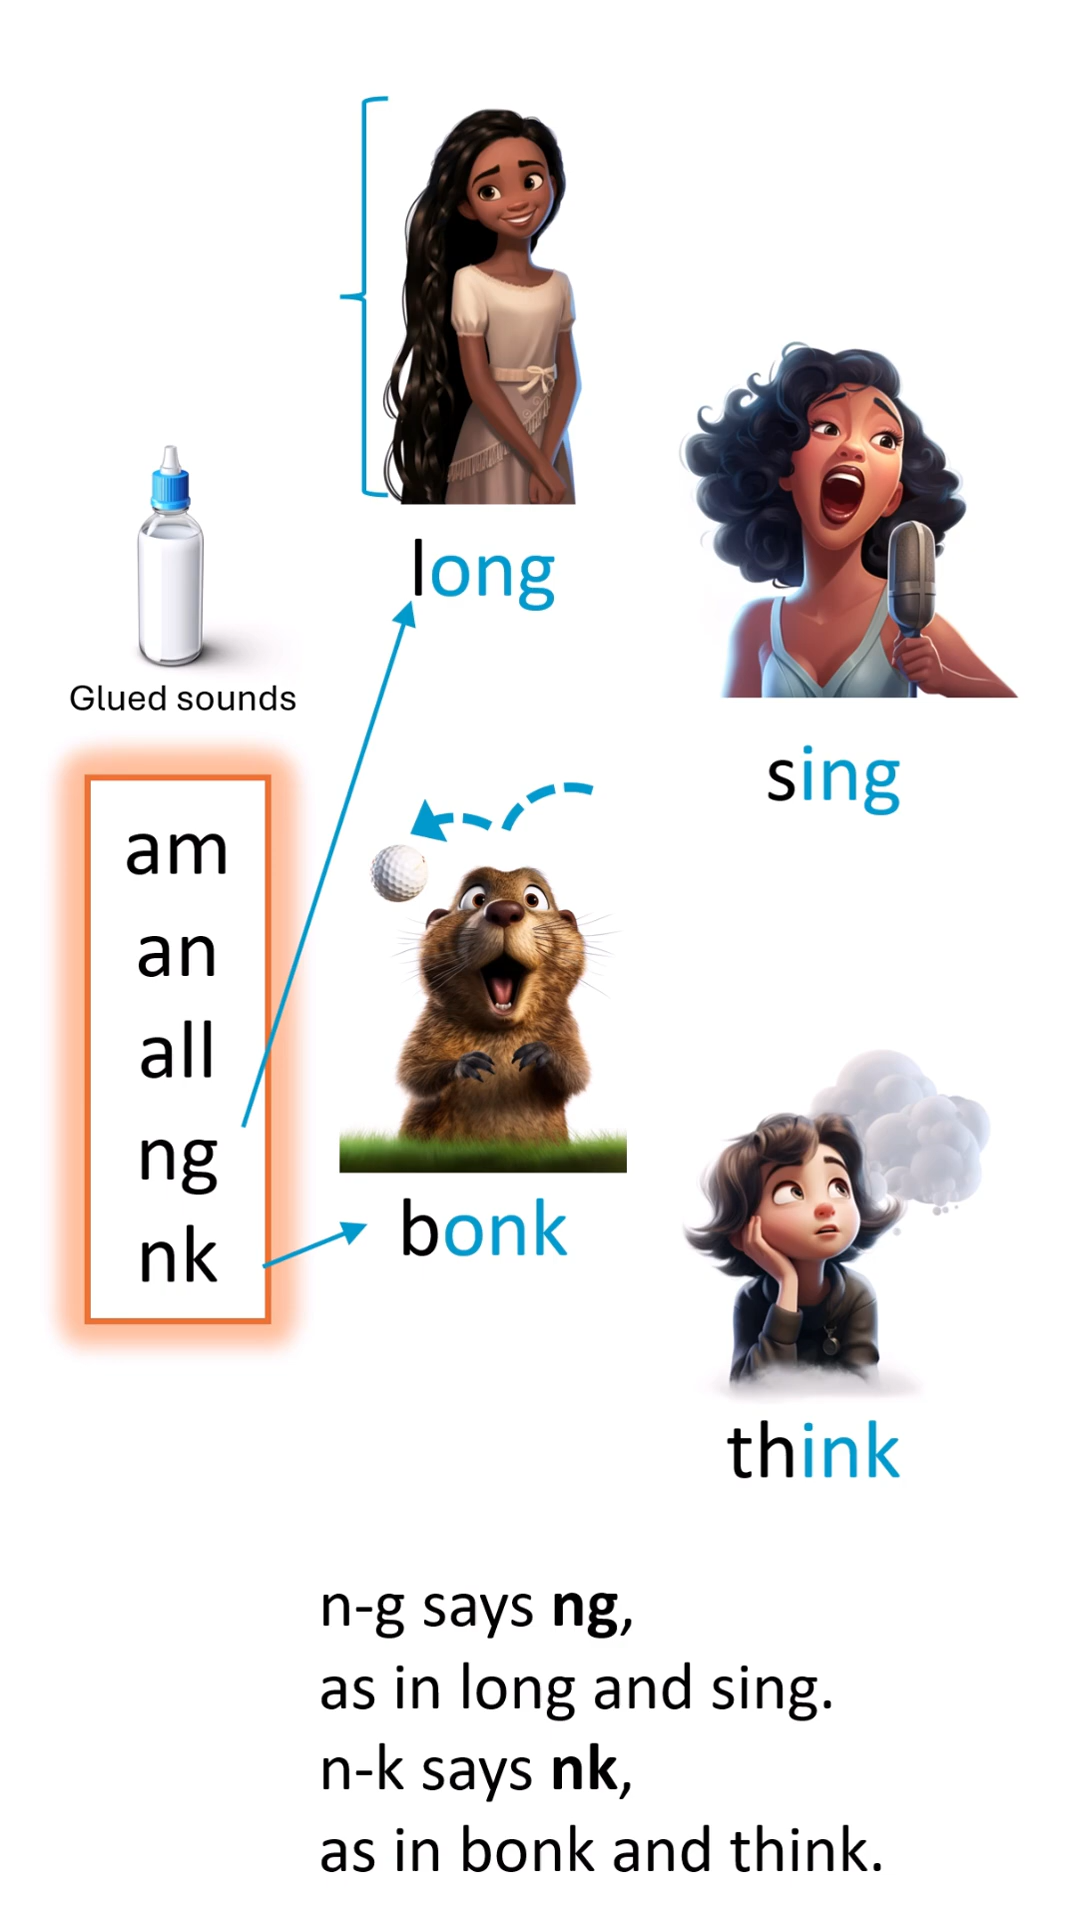 long
sing
Glued sounds
am
an
all
ng
nk
bonk
think
n-g says ng,
as in long and sing.
n-k says nk,
as in bonk and think.